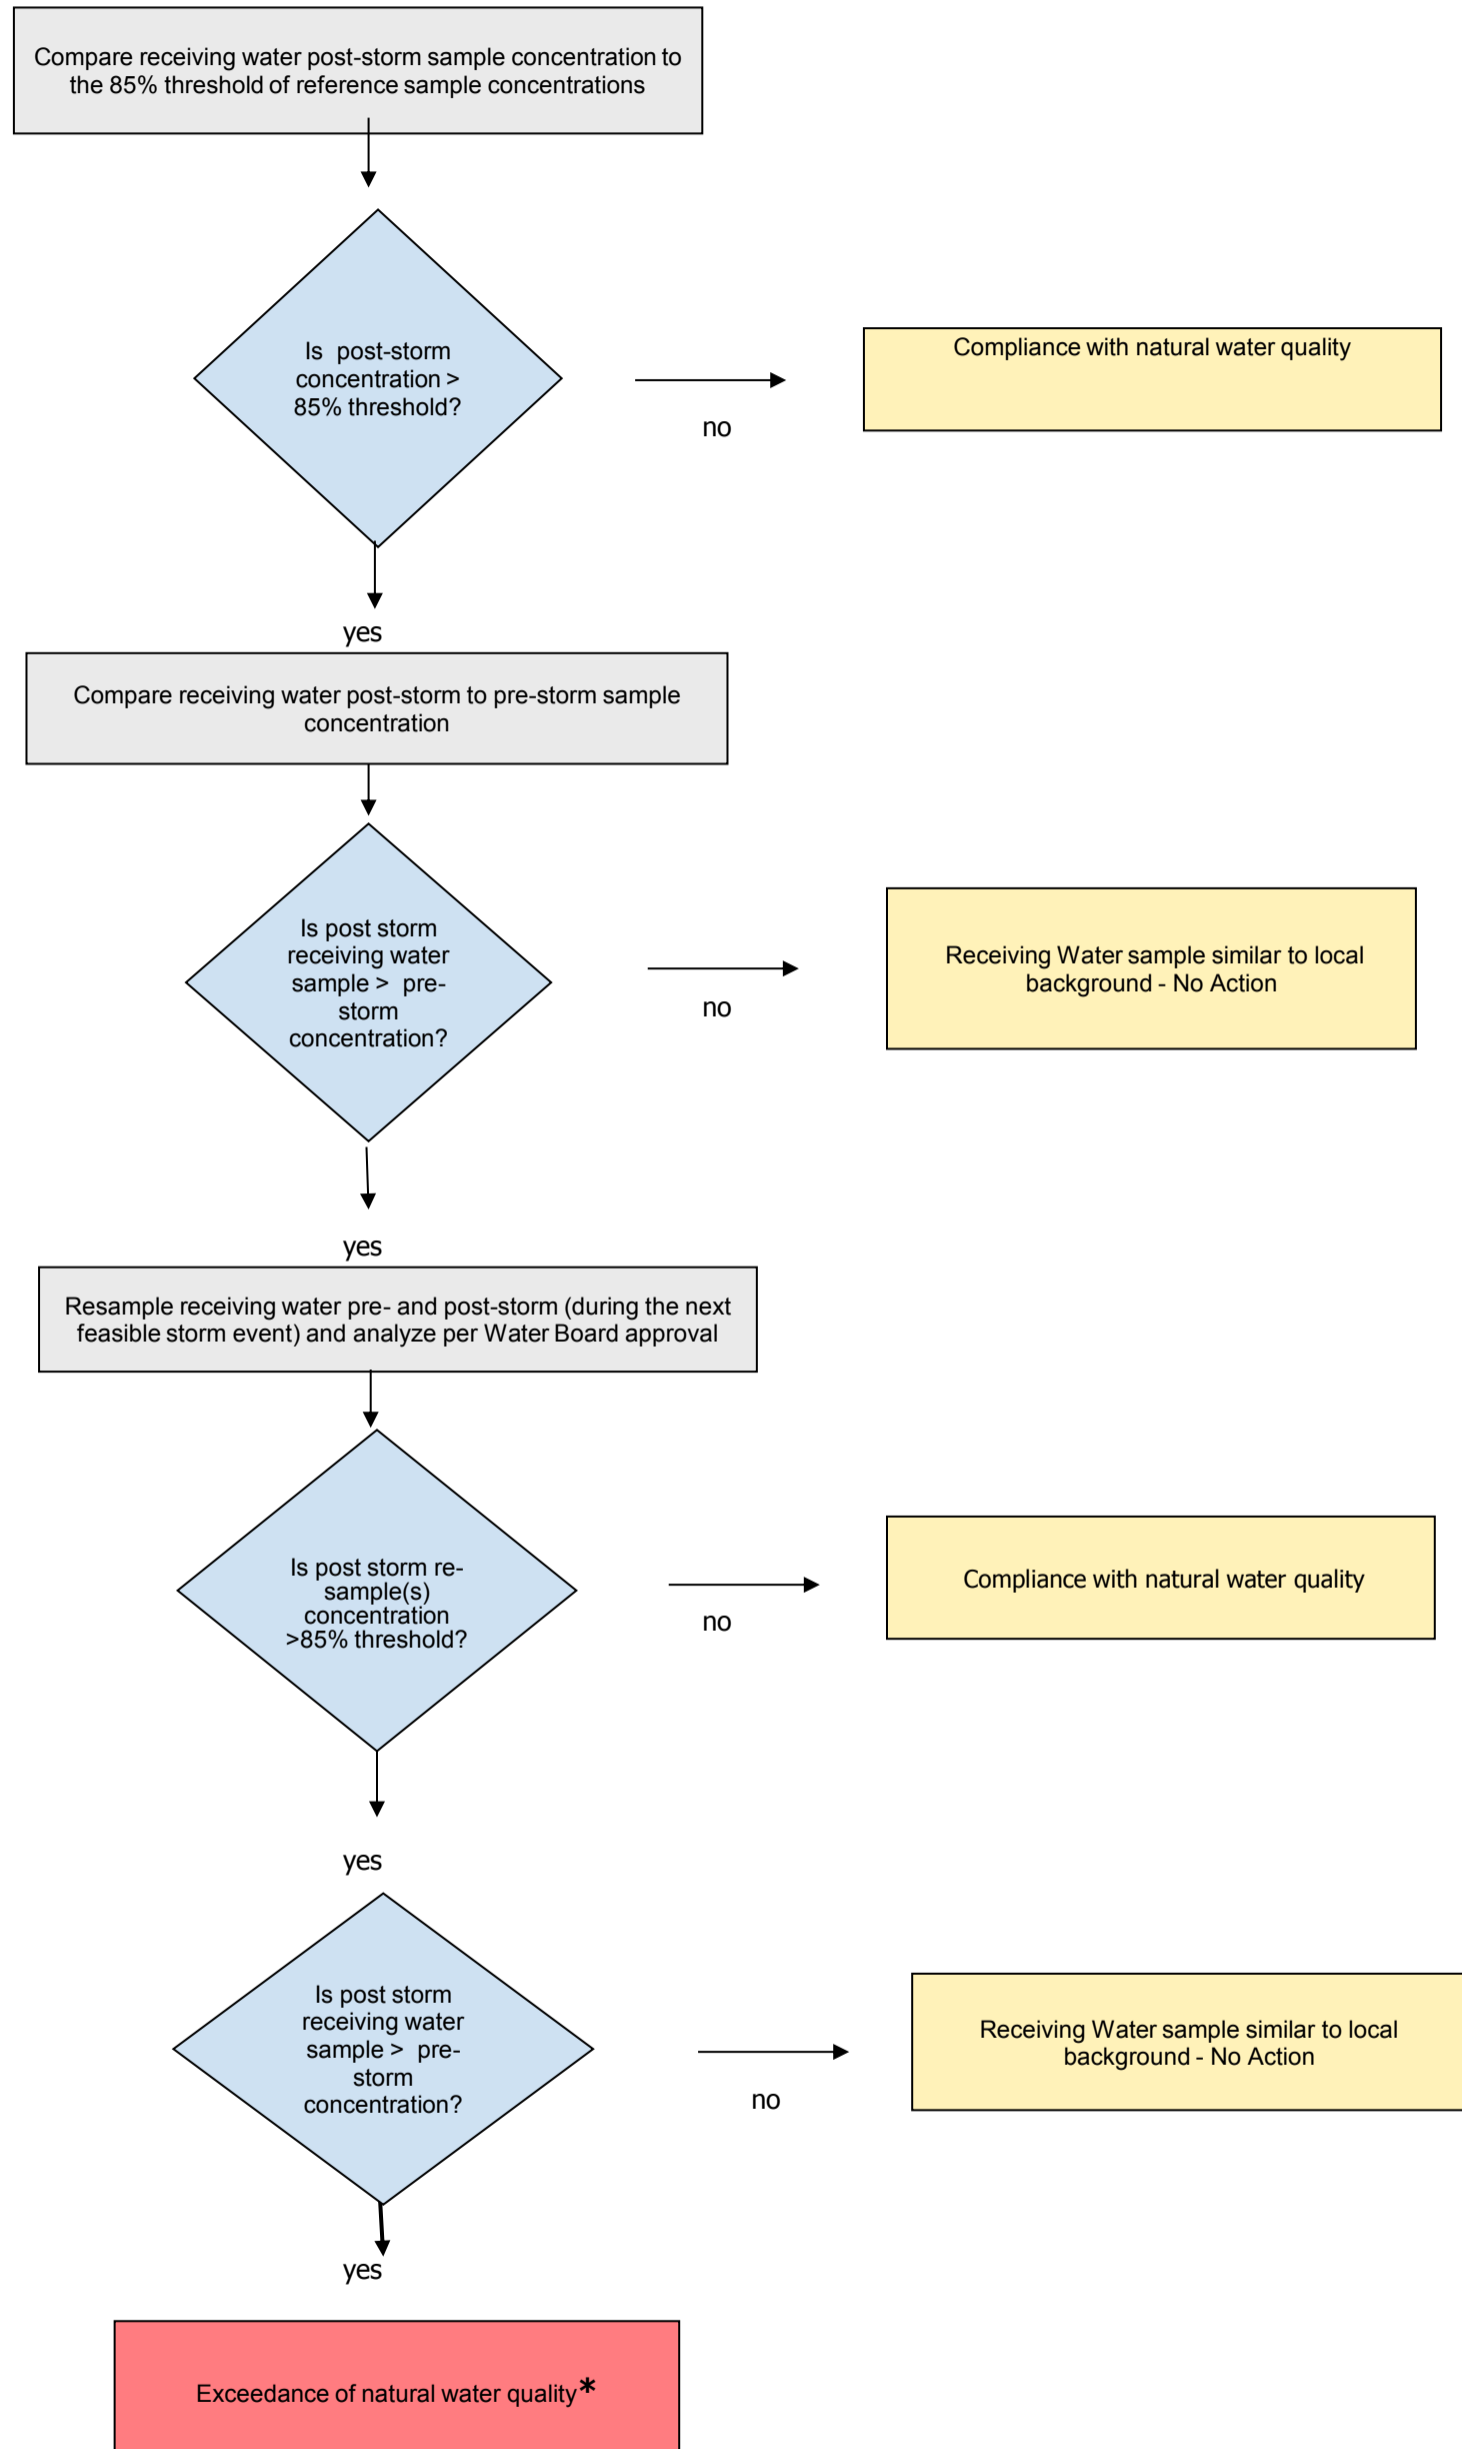 Compare receiving water post-storm sample concentration to
the 85% threshold of reference sample concentrations
Is post-storm
concentration >
85% threshold?
no
Compliance with natural water quality
yes
Compare receiving water post-storm to pre-storm sample
concentration
Is post storm
receiving water
sample > pre-
storm
concentration?
no
Receiving Water sample similar to local
background - No Action
yes
Resample receiving water pre- and post-storm (during the next
feasible storm event) and analyze per Water Board approval
Is post storm re-
sample(s)
concentration
>85% threshold?
no
Compliance with natural water quality
yes
Is post storm
receiving water
sample > pre-
storm
concentration?
no
Receiving Water sample similar to local
background - No Action
yes
Exceedance of natural water quality*